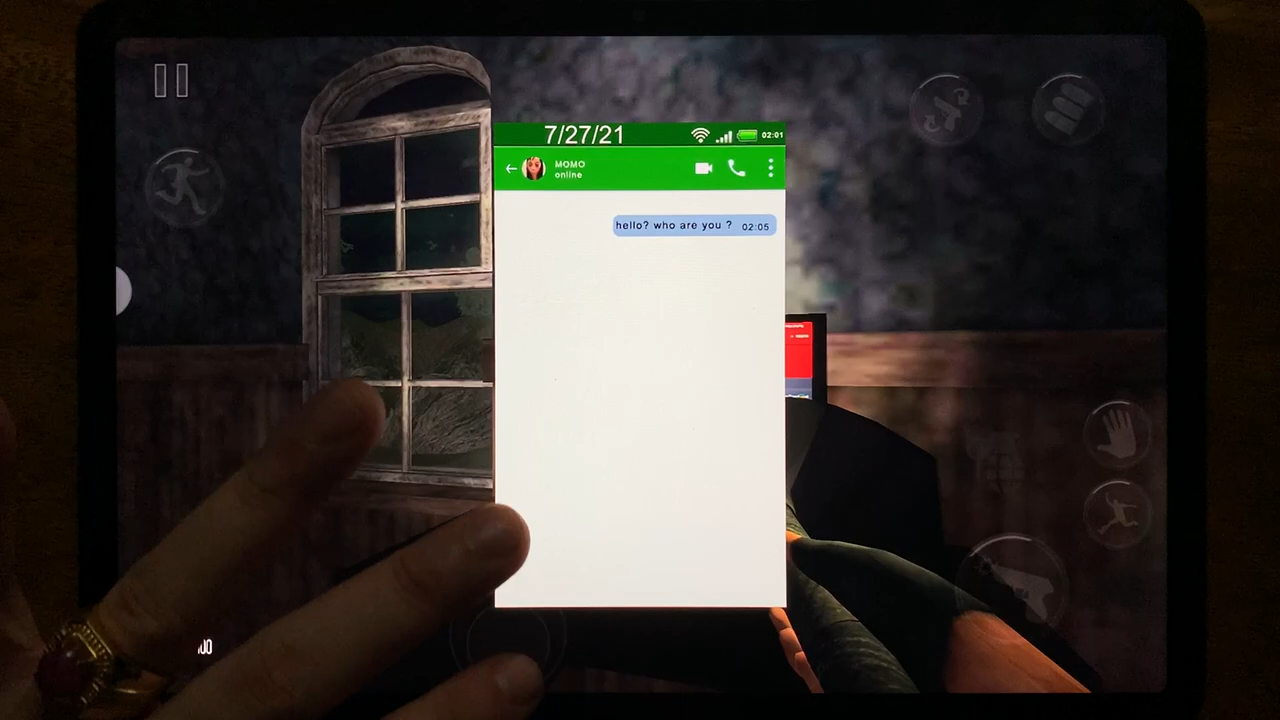 7/27/21
02:01
MOMO
online
hello? who are you ? 02:05